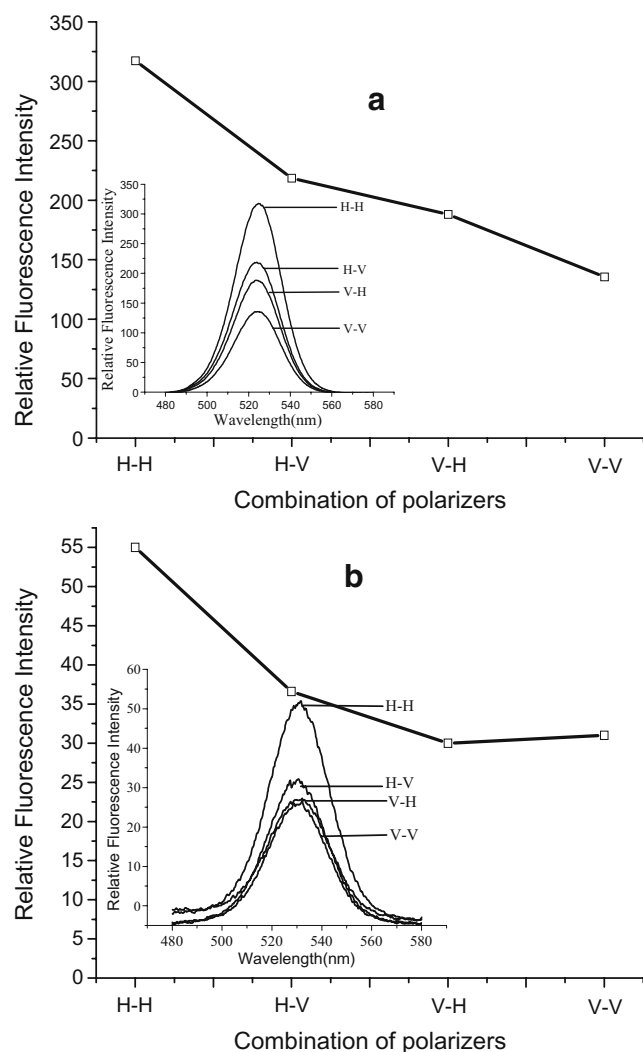 350
300
250
200
150
100
50
0
Relative Fluorescence Intensity
a
350
300
250
200
150
100
50
0
Relative Fluorescence Intensity
H-H
H-V
V-H
V-V
480 500 520 540 560 580
Wavelength(nm)
H-H H-V V-H V-V
Combination of polarizers
55
50
45
40
35
30
25
20
15
10
5
0
Relative Fluorescence Intensity
b
60
50
40
30
20
10
0
Relative Fluorescence Intensity
H-H
H-V
V-H
V-V
480 500 520 540 560 580
Wavelength(nm)
H-H H-V V-H V-V
Combination of polarizers